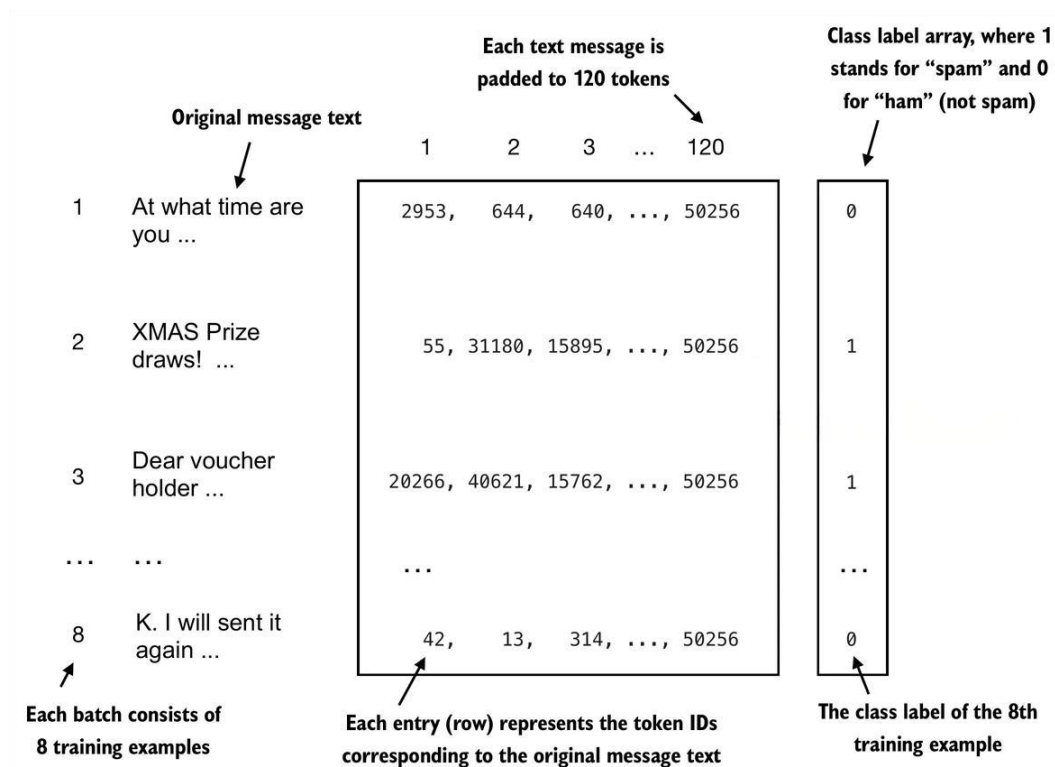 Each text message is
padded to 120 tokens
Class label array, where 1
stands for “spam” and 0
for “ham” (not spam)
Original message text
1 2 3 ... 120
1 At what time are
you ...
2953, 644, 640, ..., 50256 0
2 XMAS Prize
draws! ...
55, 31180, 15895, ..., 50256 1
3 Dear voucher
holder ...
20266, 40621, 15762, ..., 50256 1
... ... ... ...
8 K. I will sent it
again ...
42, 13, 314, ..., 50256 0
Each batch consists of
8 training examples
Each entry (row) represents the token IDs
corresponding to the original message text
The class label of the 8th
training example